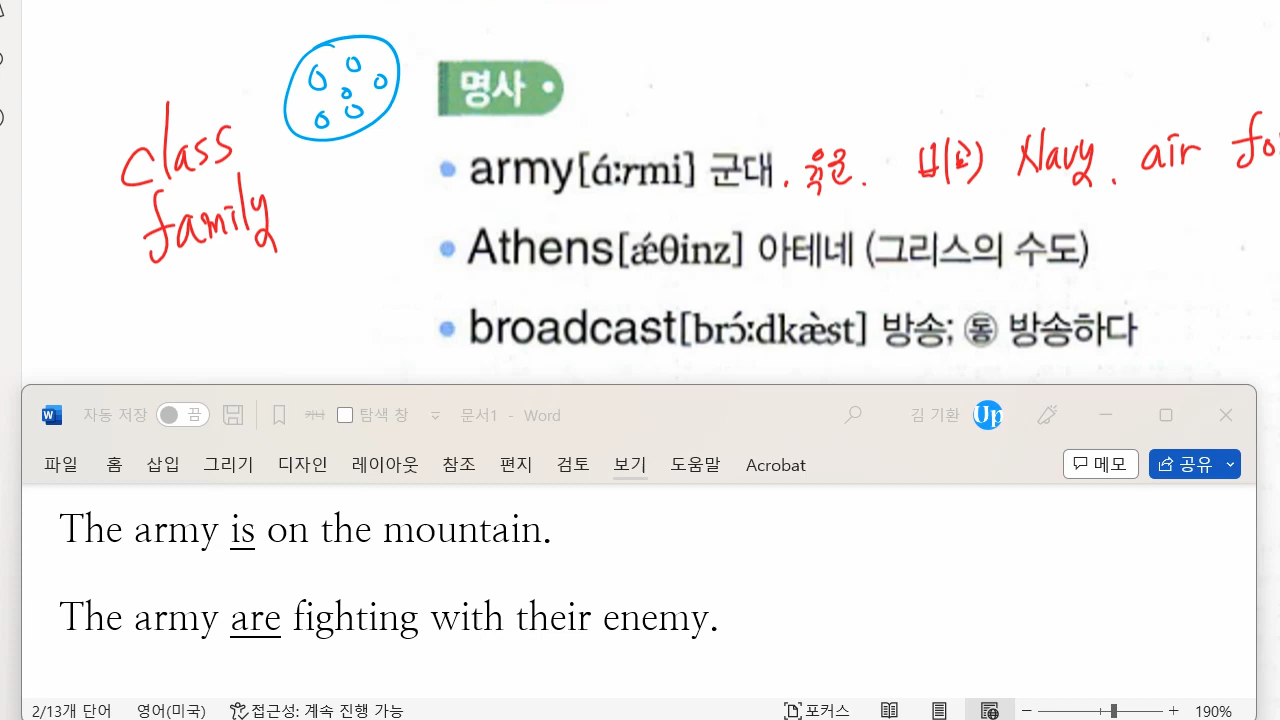 명사
class
family
army[ɑ́ːrmi] 군대. 육군. 비(교) Navy. air fo
Athens[ǽθinz] 아테네 (그리스의 수도)
broadcast[brɔ́ːdkæ̀st] 방송; 동 방송하다
자동 저장 끔 탐색 창 문서1 - Word 김 기환 Up
파일 홈 삽입 그리기 디자인 레이아웃 참조 편지 검토 보기 도움말 Acrobat 메모 공유
The army is on the mountain.
The army are fighting with their enemy.
2/13개 단어 영어(미국) 접근성: 계속 진행 가능 포커스 190%